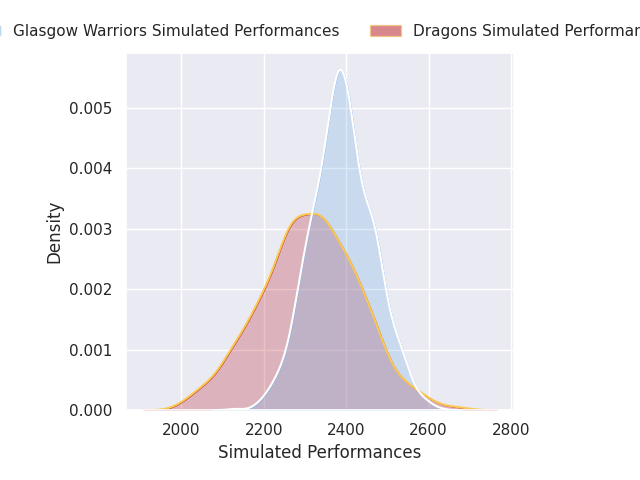 Glasgow Warriors Simulated Performances
Dragons Simulated
0.005
0.004
0.003
0.002
0.001
0.000
Density
2000 2200 2400 2600 2800
Simulated Performances